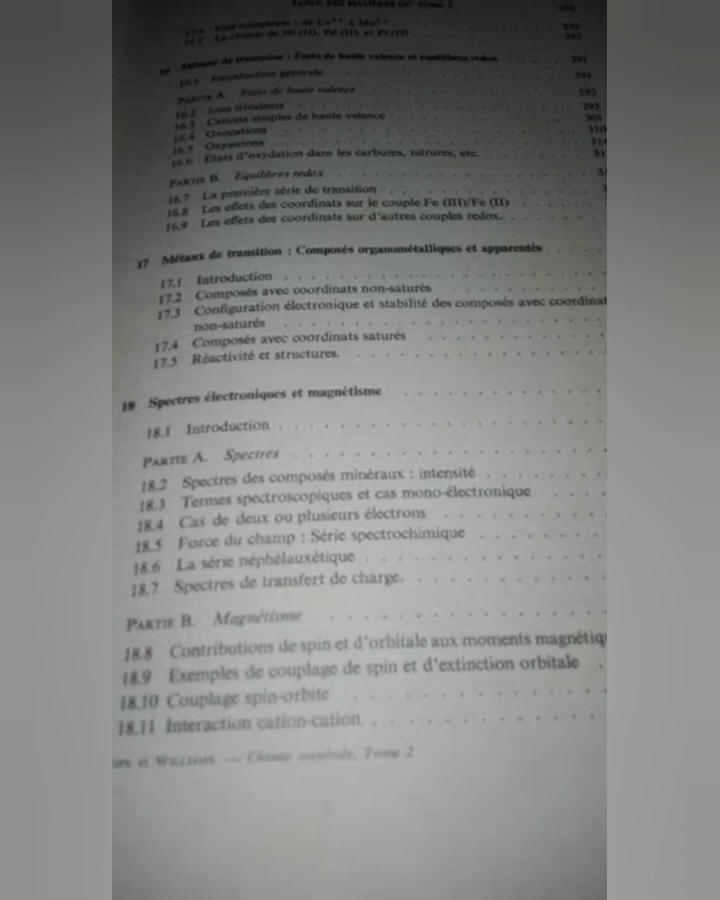 TABLE DES MATIÈRES DU TOME 2
La chimie de Ni (II), Pd (II), et Pt (II)
16 Métaux de transition : États de haute valence et équilibres redox 291
16.1 Introduction générale 291
PARTIE A. États de haute valence 292
16.2 Ions trivalents 292
16.3 Cations simples de haute valence
16.4 Oxocations
16.5 Oxyanions
16.6 États d'oxydation dans les carbures, nitrures, etc.
PARTIE B. Équilibres redox
16.7 La première série de transition
16.8 Les effets des coordinats sur le couple Fe (III)/Fe (II)
16.9 Les effets des coordinats sur d'autres couples redox.
17 Métaux de transition : Composés organométalliques et apparentés
17.1 Introduction
17.2 Composés avec coordinats non-saturés
17.3 Configuration électronique et stabilité des composés avec coordinat
non-saturés
17.4 Composés avec coordinats saturés
17.5 Réactivité et structures.
18 Spectres électroniques et magnétisme
18.1 Introduction
PARTIE A. Spectres
18.2 Spectres des composés minéraux : intensité
18.3 Termes spectroscopiques et cas mono-électronique
18.4 Cas de deux ou plusieurs électrons
18.5 Force du champ : Série spectrochimique
18.6 La série néphélauxétique
18.7 Spectres de transfert de charge.
PARTIE B. Magnétisme
18.8 Contributions de spin et d'orbitale aux moments magnétiq
18.9 Exemples de couplage de spin et d'extinction orbitale
18.10 Couplage spin-orbite
18.11 Interaction cation-cation
et WILLIAMS. — Chimie minérale, Tome 2